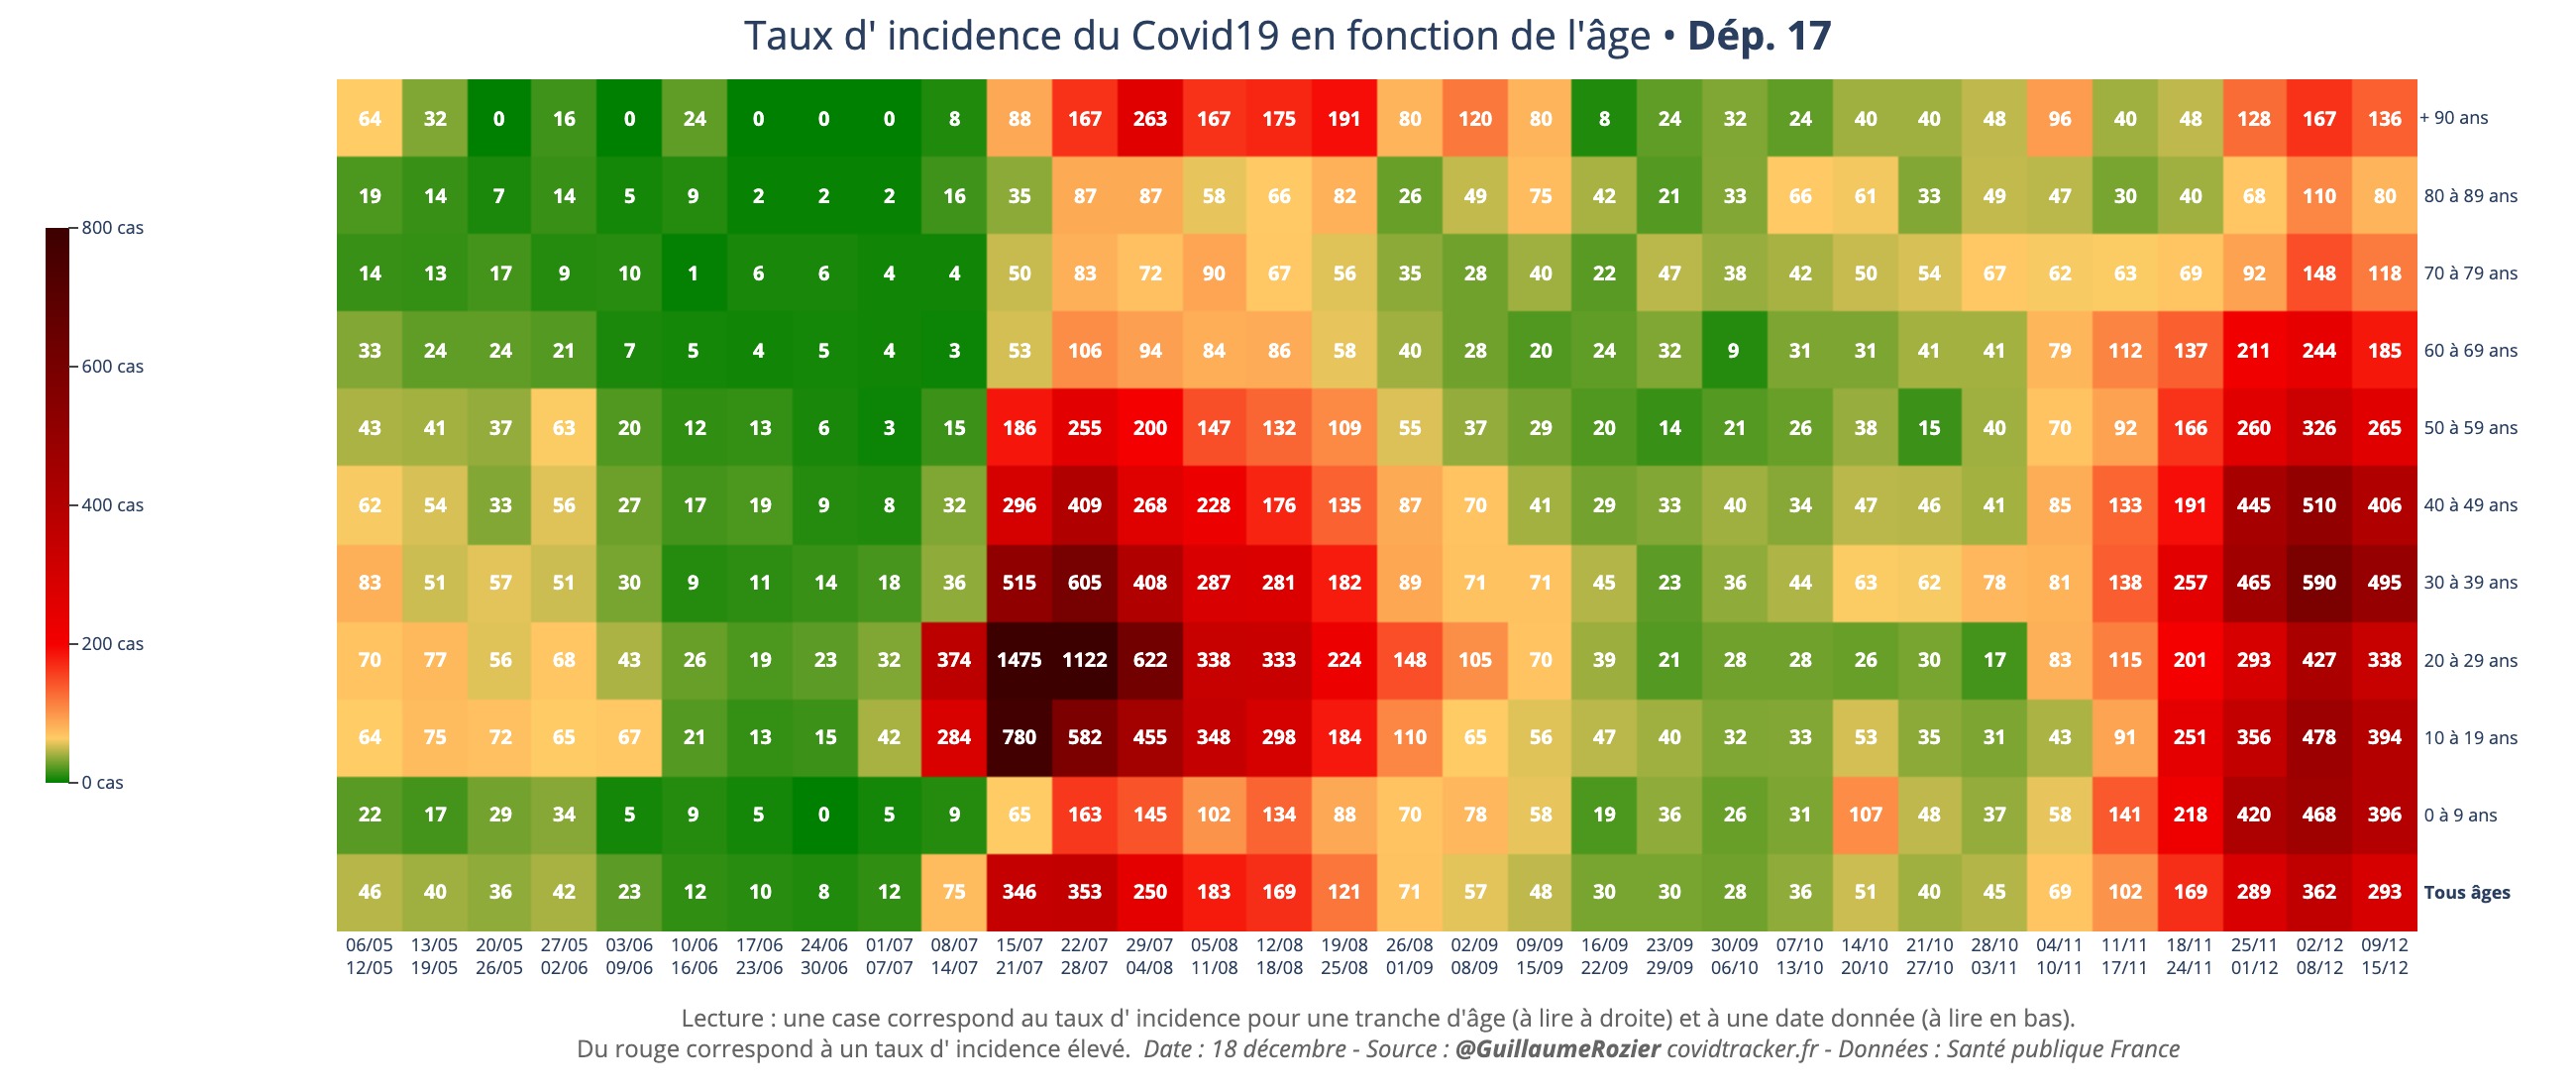 Taux d' incidence du Covid19 en fonction de l'âge • Dép. 17
800 cas
600 cas
400 cas
200 cas
0 cas
64 32 0 16 0 24 0 0 0 8 88 167 263 167 175 191 80 120 80 8 24 32 24 40 40 48 96 40 48 128 167 136 + 90 ans
19 14 7 14 5 9 2 2 2 16 35 87 87 58 66 82 26 49 75 42 21 33 66 61 33 49 47 30 40 68 110 80 80 à 89 ans
14 13 17 9 10 1 6 6 4 4 50 83 72 90 67 56 35 28 40 22 47 38 42 50 54 67 62 63 69 92 148 118 70 à 79 ans
33 24 24 21 7 5 4 5 4 3 53 106 94 84 86 58 40 28 20 24 32 9 31 31 41 41 79 112 137 211 244 185 60 à 69 ans
43 41 37 63 20 12 13 6 3 15 186 255 200 147 132 109 55 37 29 20 14 21 26 38 15 40 70 92 166 260 326 265 50 à 59 ans
62 54 33 56 27 17 19 9 8 32 296 409 268 228 176 135 87 70 41 29 33 40 34 47 46 41 85 133 191 445 510 406 40 à 49 ans
83 51 57 51 30 9 11 14 18 36 515 605 408 287 281 182 89 71 71 45 23 36 44 63 62 78 81 138 257 465 590 495 30 à 39 ans
70 77 56 68 43 26 19 23 32 374 1475 1122 622 338 333 224 148 105 70 39 21 28 28 26 30 17 83 115 201 293 427 338 20 à 29 ans
64 75 72 65 67 21 13 15 42 284 780 582 455 348 298 184 110 65 56 47 40 32 33 53 35 31 43 91 251 356 478 394 10 à 19 ans
22 17 29 34 5 9 5 0 5 9 65 163 145 102 134 88 70 78 58 19 36 26 31 107 48 37 58 141 218 420 468 396 0 à 9 ans
46 40 36 42 23 12 10 8 12 75 346 353 250 183 169 121 71 57 48 30 30 28 36 51 40 45 69 102 169 289 362 293 Tous âges
06/05 13/05 20/05 27/05 03/06 10/06 17/06 24/06 01/07 08/07 15/07 22/07 29/07 05/08 12/08 19/08 26/08 02/09 09/09 16/09 23/09 30/09 07/10 14/10 21/10 28/10 04/11 11/11 18/11 25/11 02/12 09/12
12/05 19/05 26/05 02/06 09/06 16/06 23/06 30/06 07/07 14/07 21/07 28/07 04/08 11/08 18/08 25/08 01/09 08/09 15/09 22/09 29/09 06/10 13/10 20/10 27/10 03/11 10/11 17/11 24/11 01/12 08/12 15/12
Lecture : une case correspond au taux d' incidence pour une tranche d'âge (à lire à droite) et à une date donnée (à lire en bas).
Du rouge correspond à un taux d' incidence élevé. Date : 18 décembre - Source : @GuillaumeRozier covidtracker.fr - Données : Santé publique France